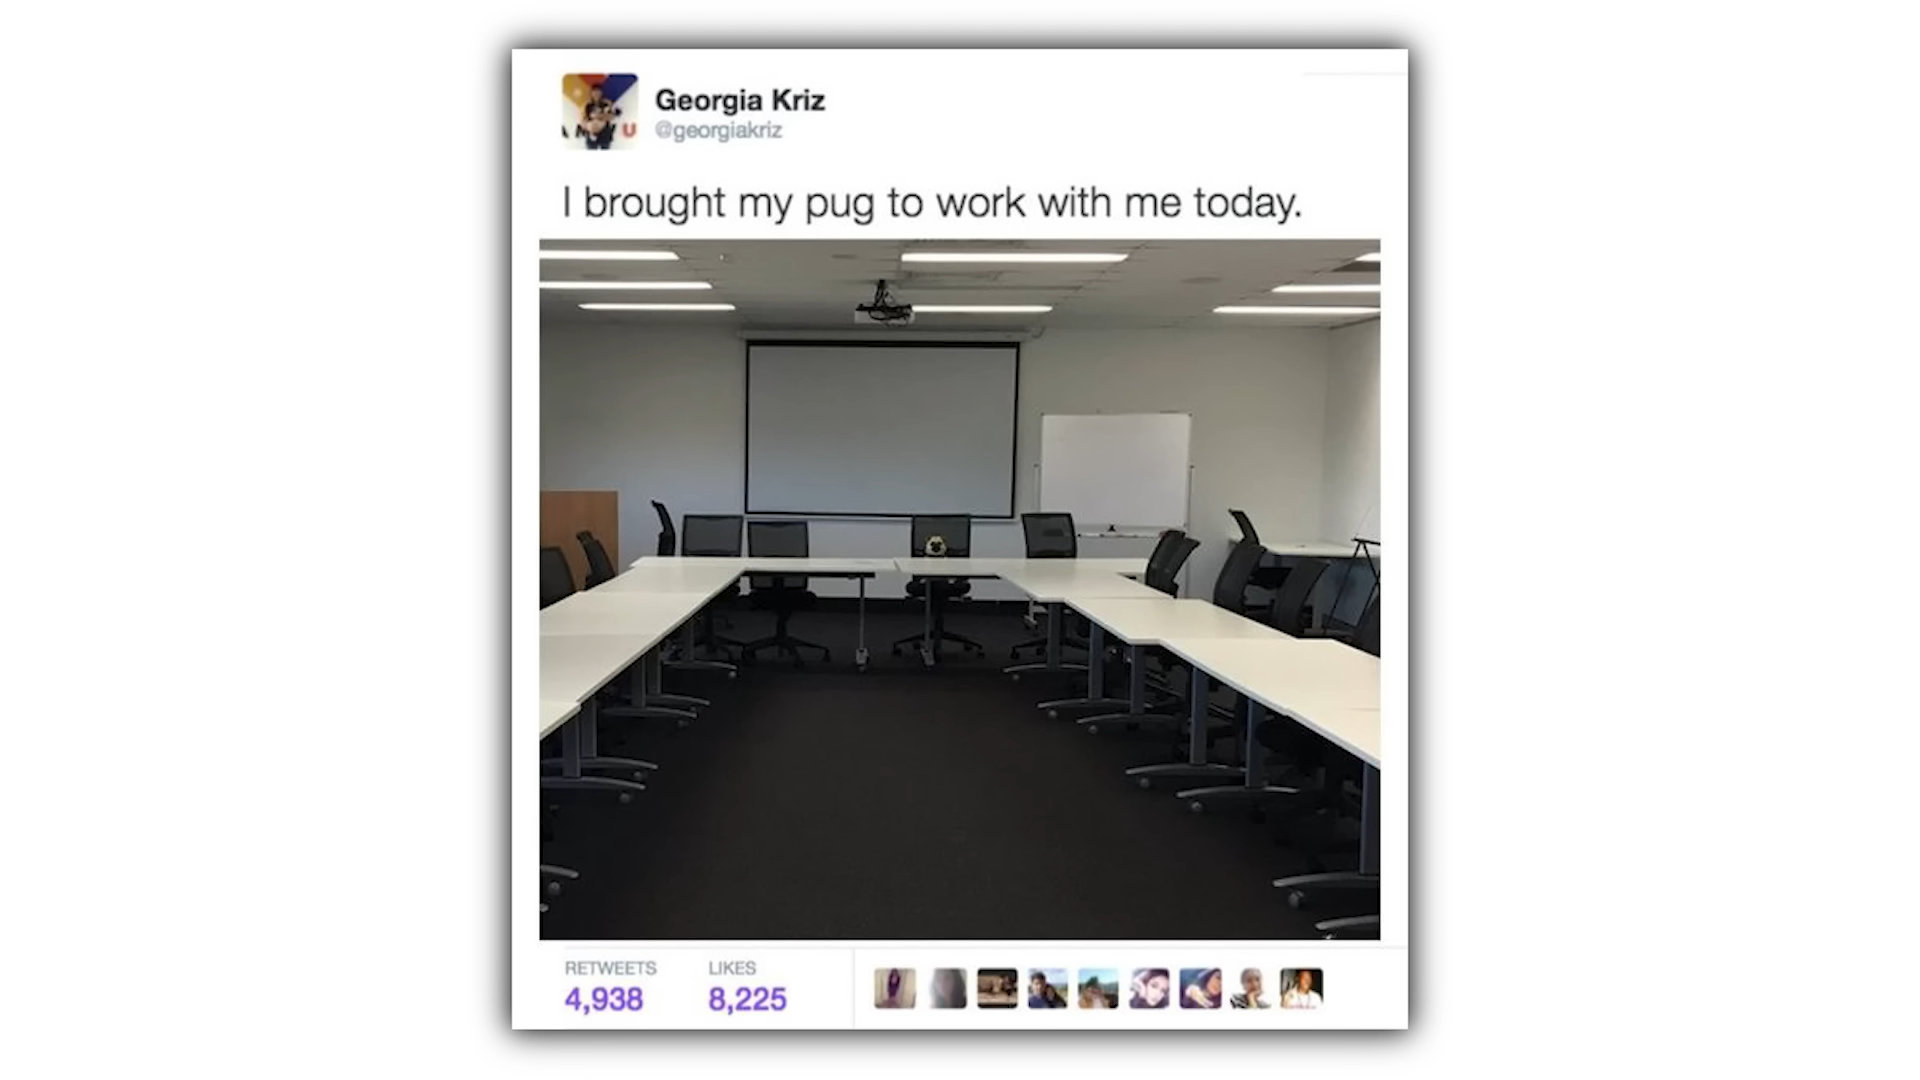 Georgia Kriz
@georgiakriz
I brought my pug to work with me today.
RETWEETS LIKES
4,938 8,225